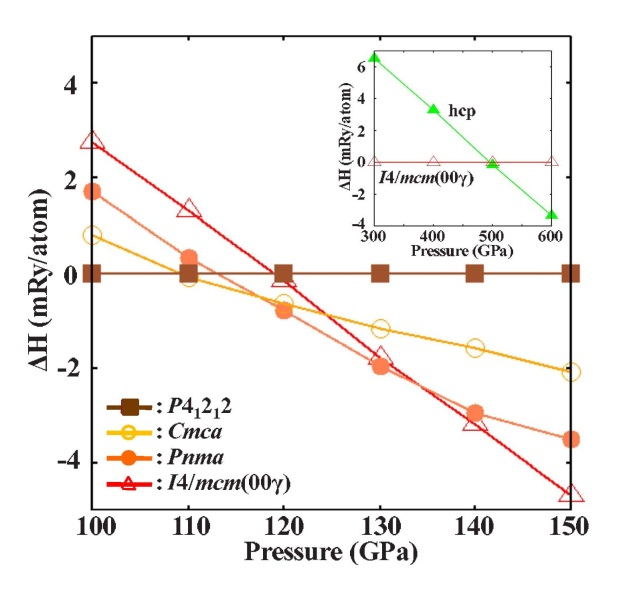 4
2
0
-2
-4
ΔH (mRy/atom)
100 110 120 130 140 150
Pressure (GPa)
: P4₁2₁2
: Cmca
: Pnma
: I4/mcm(00γ)
6
4
2
0
-2
-4
ΔH (mRy/atom)
hcp
I4/mcm(00γ)
300 400 500 600
Pressure (GPa)